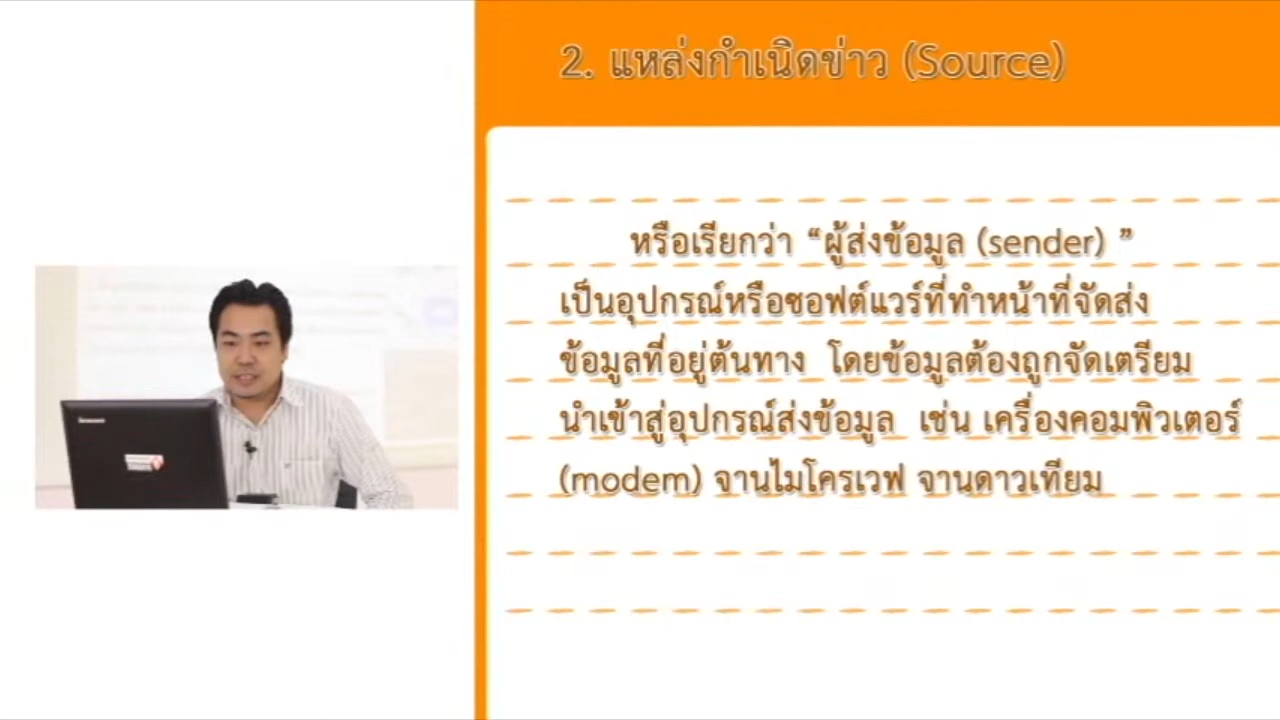 2. แหล่งกำเนิดข่าว (Source)
หรือเรียกว่า “ผู้ส่งข้อมูล (sender) ”
เป็นอุปกรณ์หรือซอฟต์แวร์ที่ทำหน้าที่จัดส่ง
ข้อมูลที่อยู่ต้นทาง โดยข้อมูลต้องถูกจัดเตรียม
นำเข้าสู่อุปกรณ์ส่งข้อมูล เช่น เครื่องคอมพิวเตอร์
(modem) จานไมโครเวฟ จานดาวเทียม
lenovo